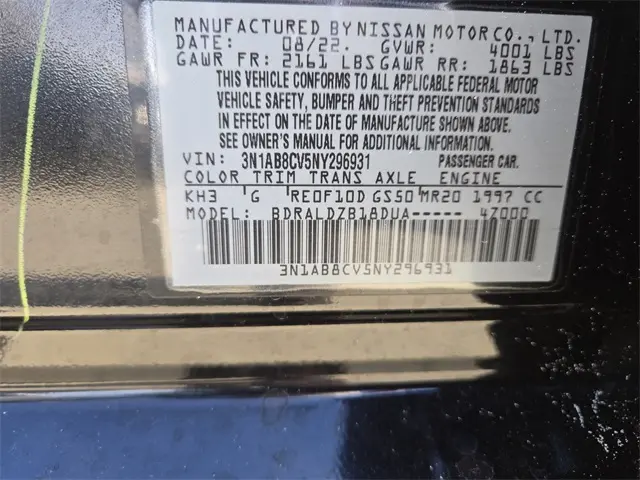 MANUFACTURED BY NISSAN MOTOR CO., LTD.
DATE: 08/22. GVWR: 4001 LBS
GAWR FR: 2161 LBS GAWR RR: 1863 LBS
THIS VEHICLE CONFORMS TO ALL APPLICABLE FEDERAL MOTOR
VEHICLE SAFETY, BUMPER AND THEFT PREVENTION STANDARDS
IN EFFECT ON THE DATE OF MANUFACTURE SHOWN ABOVE.
SEE OWNER'S MANUAL FOR ADDITIONAL INFORMATION.
VIN: 3N1AB8CV5NY296931 PASSENGER CAR.
COLOR TRIM TRANS AXLE ENGINE
KH3 G RE0F10D GS50 MR20 1997 CC
MODEL: BDRALDZB18DUA----- 4Z000
3N1AB8CV5NY296931